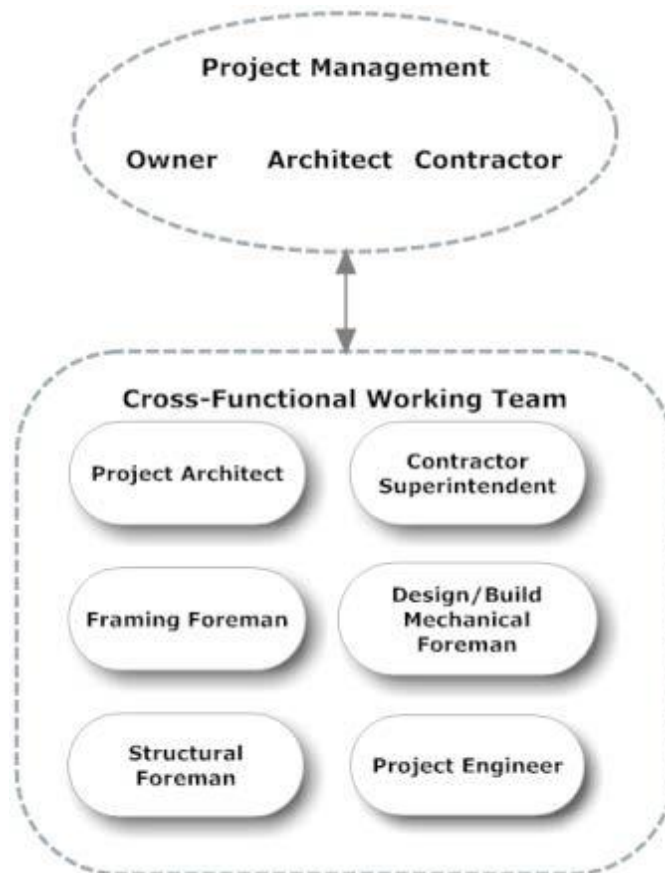 Project Management
Owner Architect Contractor
Cross-Functional Working Team
Project Architect
Contractor
Superintendent
Framing Foreman
Design/Build
Mechanical
Foreman
Structural
Foreman
Project Engineer